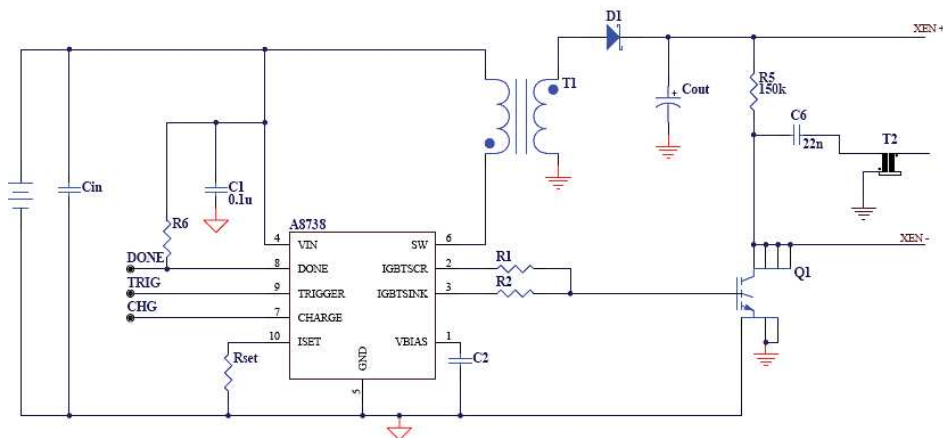 D1
XEN+
T1
Cout
R5
150k
C6
22n
T2
Cin
C1
0.1u
R6
A8738
4
VIN
SW
6
DONE
8
DONE
IGBTSCR
2
R1
TRIG
9
TRIGGER
IGBTSINK
3
R2
CHG
7
CHARGE
10
ISET
VBIAS
1
Rset
GND
5
C2
XEN-
Q1